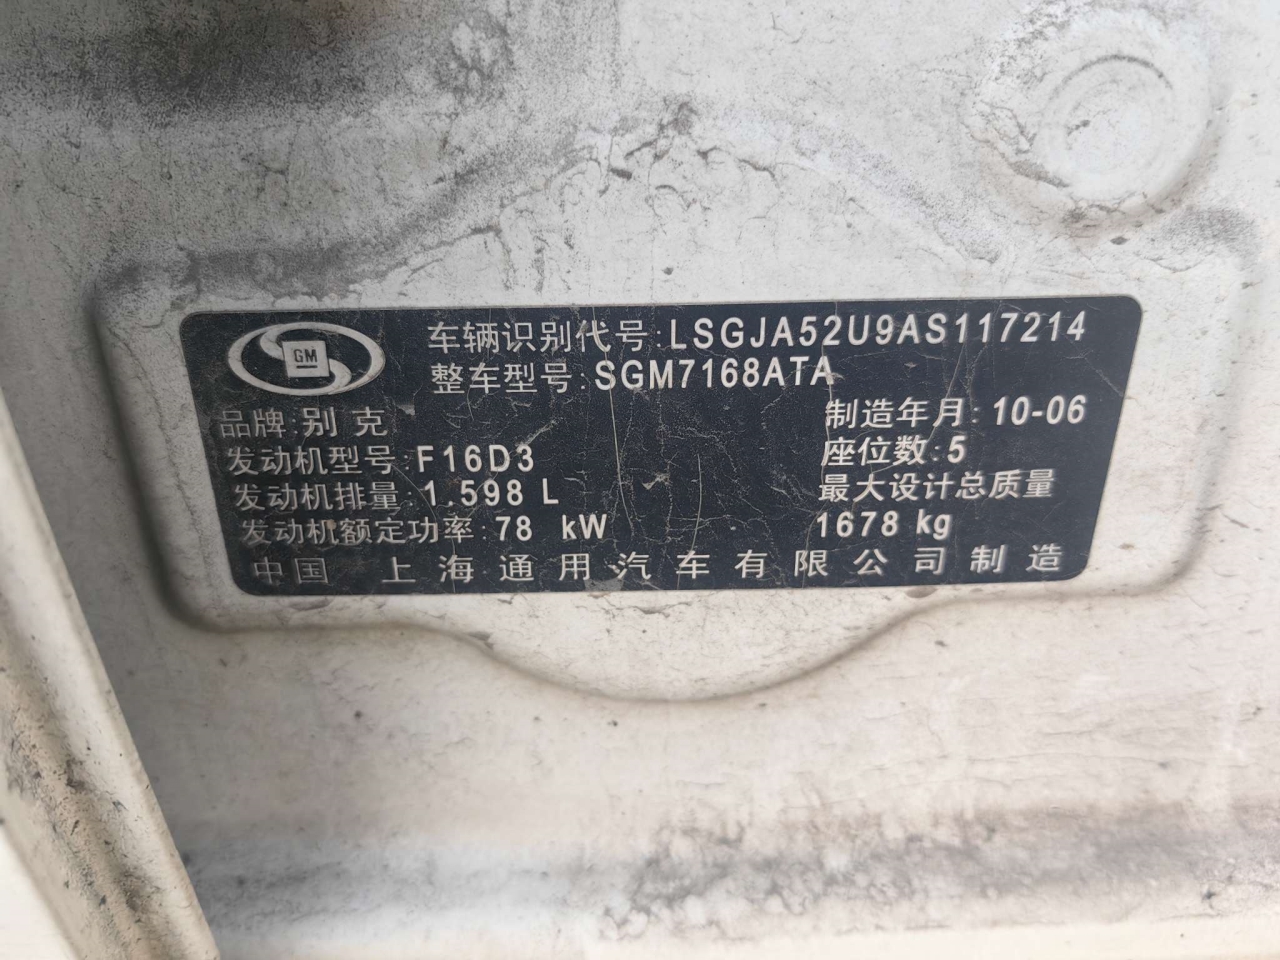 GM
车辆识别代号:LSGJA52U9AS117214
整车型号:SGM7168ATA
品牌:别克
制造年月:10-06
发动机型号:F16D3
座位数:5
发动机排量:1.598 L
最大设计总质量
发动机额定功率:78 kW
1678 kg
中国 上海通用汽车有限公司制造